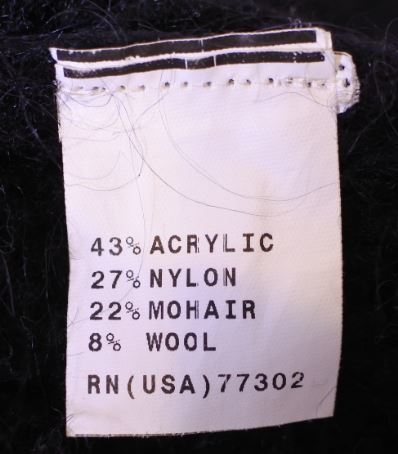 43% ACRYLIC
27% NYLON
22% MOHAIR
8% WOOL
RN(USA)77302